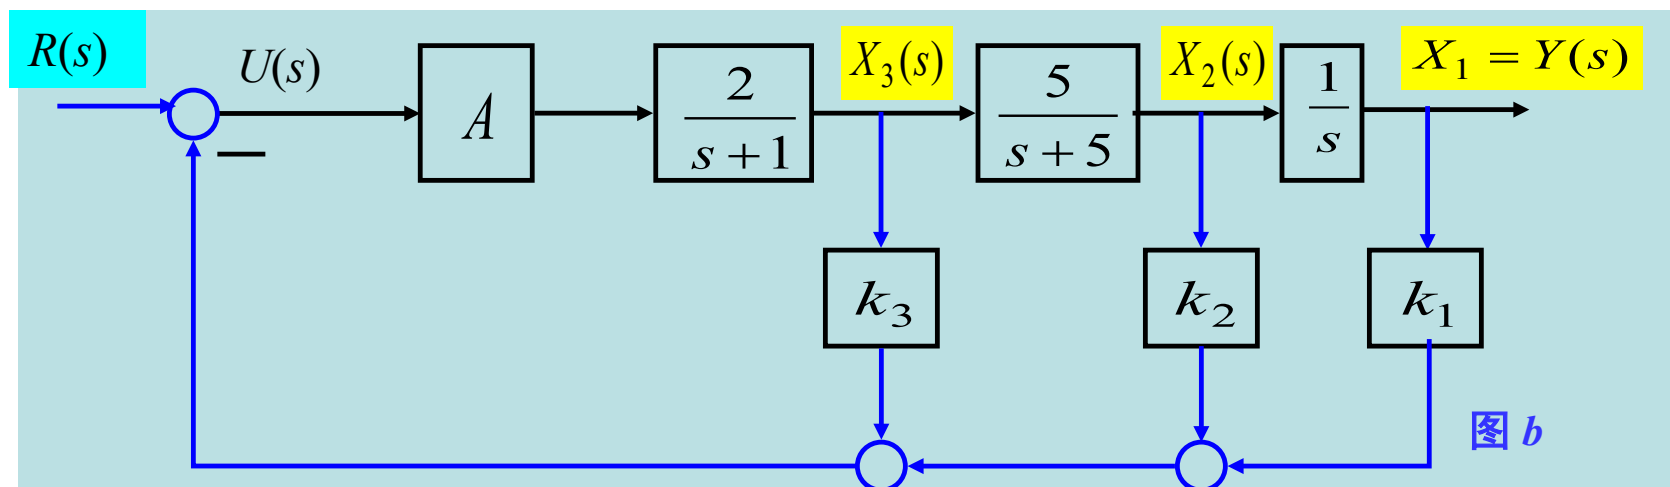 R(s)
U(s)
A
2
s + 1
X₃(s)
5
s + 5
X₂(s)
1
s
X₁ = Y(s)
k₃
k₂
k₁
图 b